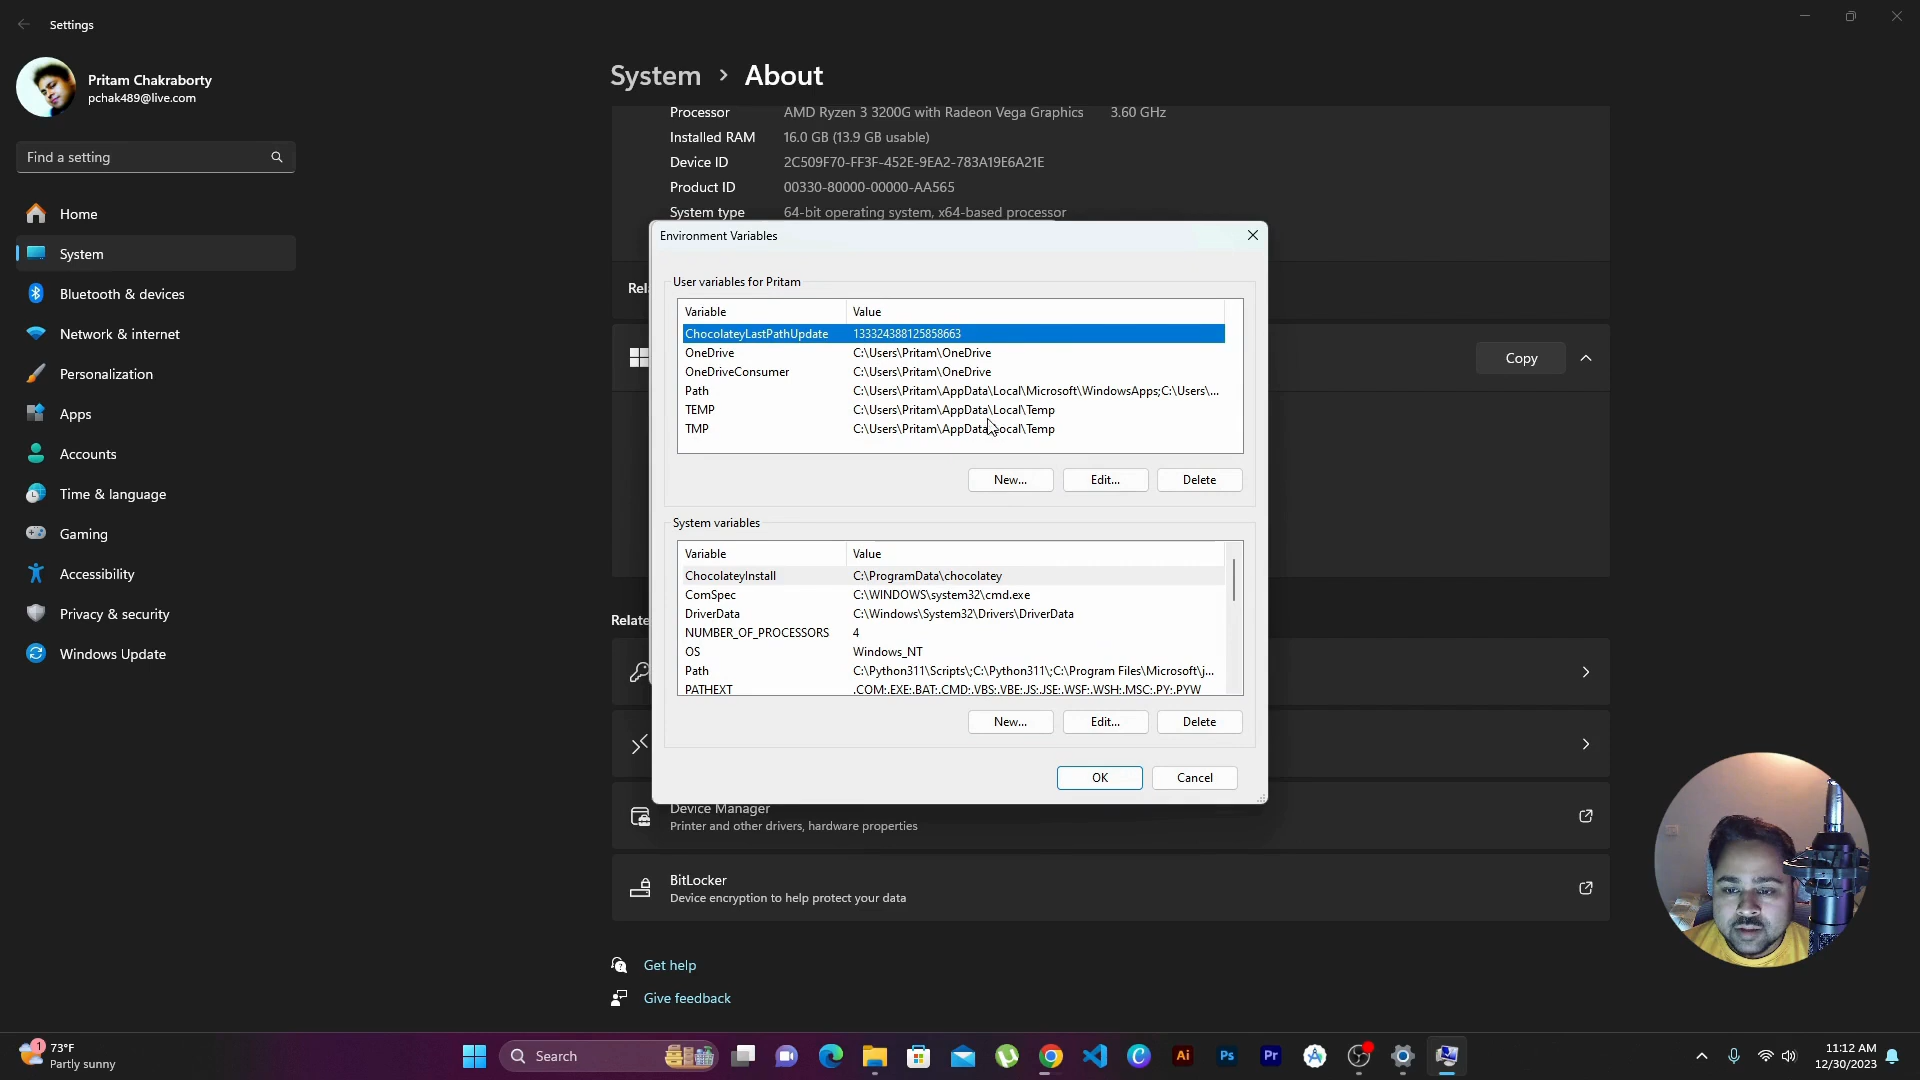 Settings
Pritam Chakraborty
pchak489@live.com
Find a setting
Home
System
Bluetooth & devices
Network & internet
Personalization
Apps
Accounts
Time & language
Gaming
Accessibility
Privacy & security
Windows Update
System > About
Processor AMD Ryzen 3 3200G with Radeon Vega Graphics 3.60 GHz
Installed RAM 16.0 GB (13.9 GB usable)
Device ID 2C509F70-FF3F-452E-9EA2-783A19E6A21E
Product ID 00330-80000-00000-AA565
System type 64-bit operating system, x64-based processor
Rel
Copy
Environment Variables
User variables for Pritam
Variable Value
ChocolateyLastPathUpdate 133324388125858663
OneDrive C:\Users\Pritam\OneDrive
OneDriveConsumer C:\Users\Pritam\OneDrive
Path C:\Users\Pritam\AppData\Local\Microsoft\WindowsApps;C:\Users\...
TEMP C:\Users\Pritam\AppData\Local\Temp
TMP C:\Users\Pritam\AppData\Local\Temp
New... Edit... Delete
System variables
Variable Value
ChocolateyInstall C:\ProgramData\chocolatey
ComSpec C:\WINDOWS\system32\cmd.exe
DriverData C:\Windows\System32\Drivers\DriverData
NUMBER_OF_PROCESSORS 4
OS Windows_NT
Path C:\Python311\Scripts\;C:\Python311\;C:\Program Files\Microsoft\j...
PATHEXT .COM;.EXE;.BAT;.CMD;.VBS;.VBE;.JS;.JSE;.WSF;.WSH;.MSC;.PY;.PYW
New... Edit... Delete
OK Cancel
Relate
Device Manager
Printer and other drivers, hardware properties
BitLocker
Device encryption to help protect your data
Get help
Give feedback
1
73°F
Partly sunny
Search
Ai
Ps
Pr
11:12 AM
12/30/2023